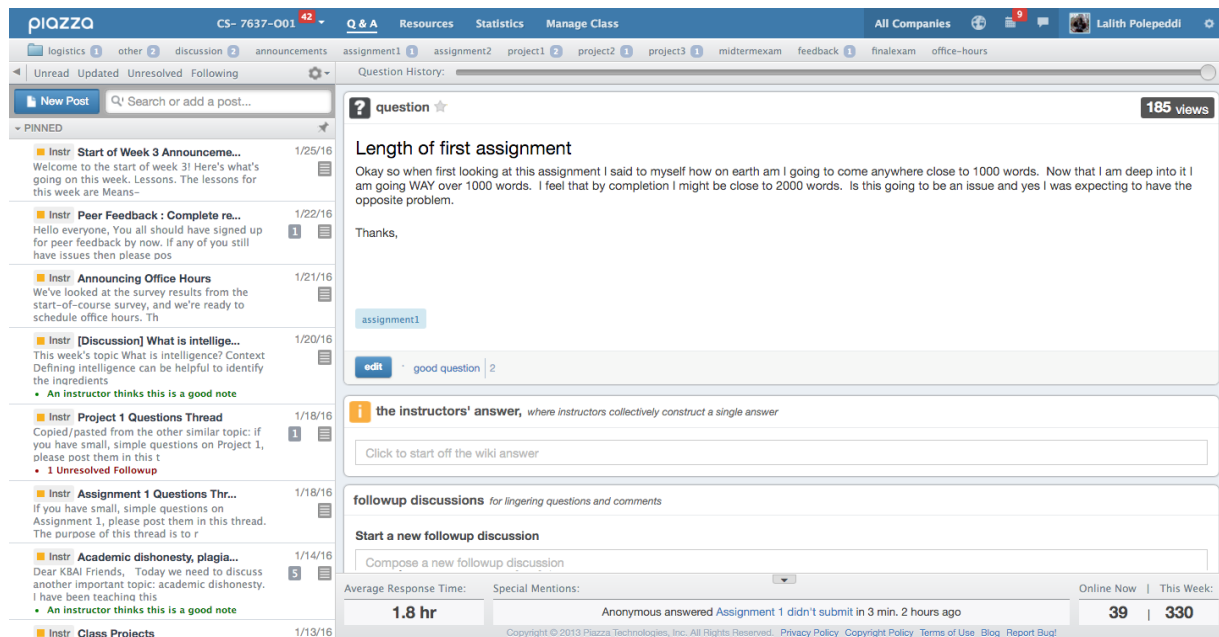 piazza
CS- 7637-O01 42
Q & A Resources Statistics Manage Class
All Companies 9 Lalith Polepeddi
logistics 1 other 2 discussion 2 announcements assignment1 1 assignment2 project1 2 project2 1 project3 1 midtermexam feedback 1 finalexam office-hours
Unread Updated Unresolved Following
Question History:
New Post Search or add a post...
PINNED
Instr Start of Week 3 Announceme... 1/25/16
Welcome to the start of week 3! Here's what's
going on this week. Lessons. The lessons for
this week are Means-
Instr Peer Feedback : Complete re... 1/22/16
Hello everyone, You all should have signed up 1
for peer feedback by now. If any of you still
have issues then please pos
Instr Announcing Office Hours 1/21/16
We've looked at the survey results from the
start-of-course survey, and we're ready to
schedule office hours. Th
Instr [Discussion] What is intellige... 1/20/16
This week's topic What is intelligence? Context
Defining intelligence can be helpful to identify
the ingredients
• An instructor thinks this is a good note
Instr Project 1 Questions Thread 1/18/16
Copied/pasted from the other similar topic: if 1
you have small, simple questions on Project 1,
please post them in this t
• 1 Unresolved Followup
Instr Assignment 1 Questions Thr... 1/18/16
If you have small, simple questions on
Assignment 1, please post them in this thread.
The purpose of this thread is to r
Instr Academic dishonesty, plagia... 1/14/16
Dear KBAI Friends, Today we need to discuss 5
another important topic: academic dishonesty.
I have been teaching this
• An instructor thinks this is a good note
Instr Class Projects 1/13/16
? question 185 views
Length of first assignment
Okay so when first looking at this assignment I said to myself how on earth am I going to come anywhere close to 1000 words. Now that I am deep into it I
am going WAY over 1000 words. I feel that by completion I might be close to 2000 words. Is this going to be an issue and yes I was expecting to have the
opposite problem.
Thanks,
assignment1
edit · good question 2
i the instructors' answer, where instructors collectively construct a single answer
Click to start off the wiki answer
followup discussions for lingering questions and comments
Start a new followup discussion
Compose a new followup discussion
Average Response Time: Special Mentions: Online Now | This Week:
1.8 hr Anonymous answered Assignment 1 didn't submit in 3 min. 2 hours ago 39 | 330
Copyright © 2013 Piazza Technologies, Inc. All Rights Reserved. Privacy Policy Copyright Policy Terms of Use Blog Report Bug!